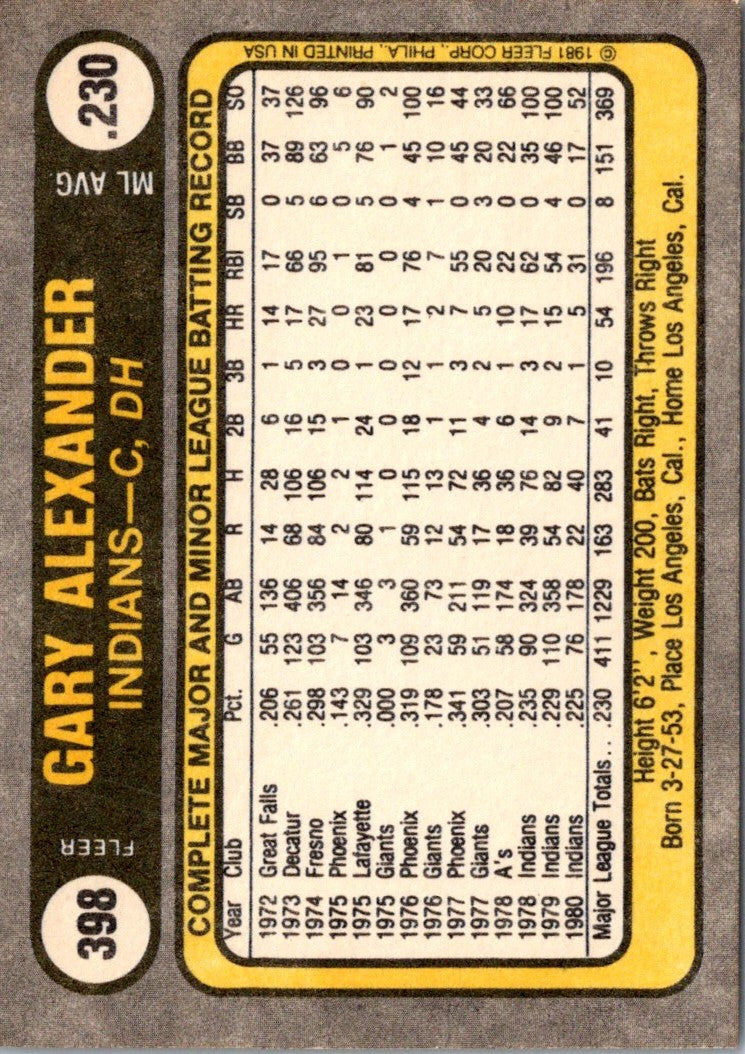 398
FLEER
GARY ALEXANDER
INDIANS—C, DH
ML AVG.
.230
COMPLETE MAJOR AND MINOR LEAGUE BATTING RECORD
Year Club Pct. G AB R H 2B 3B HR RBI SB BB SO
1972 Great Falls .206 55 136 14 28 6 1 14 17 0 37 37
1973 Decatur .261 123 406 68 106 16 5 17 66 5 89 126
1974 Fresno .298 103 356 84 106 15 3 27 95 6 63 96
1975 Phoenix .143 7 14 2 2 1 0 0 1 0 5 6
1975 Lafayette .329 103 346 80 114 24 1 23 81 5 76 90
1975 Giants .000 3 3 1 0 0 0 0 0 0 1 2
1976 Phoenix .319 109 360 59 115 18 12 17 76 4 45 100
1976 Giants .178 23 73 12 13 1 1 2 7 1 10 16
1977 Phoenix .341 59 211 54 72 11 3 7 55 0 45 44
1977 Giants .303 51 119 17 36 4 2 5 20 3 20 33
1978 A's .207 58 174 18 36 6 1 10 22 0 22 66
1978 Indians .235 90 324 39 76 14 3 17 62 0 35 100
1979 Indians .229 110 358 54 82 9 2 15 54 4 46 100
1980 Indians .225 76 178 22 40 7 1 5 31 0 17 52
Major League Totals . . .230 411 1229 163 283 41 10 54 196 8 151 369
Height 6'2", Weight 200, Bats Right, Throws Right
Born 3-27-53, Place Los Angeles, Cal., Home Los Angeles, Cal.
© 1981 FLEER CORP., PHILA., PRINTED IN USA